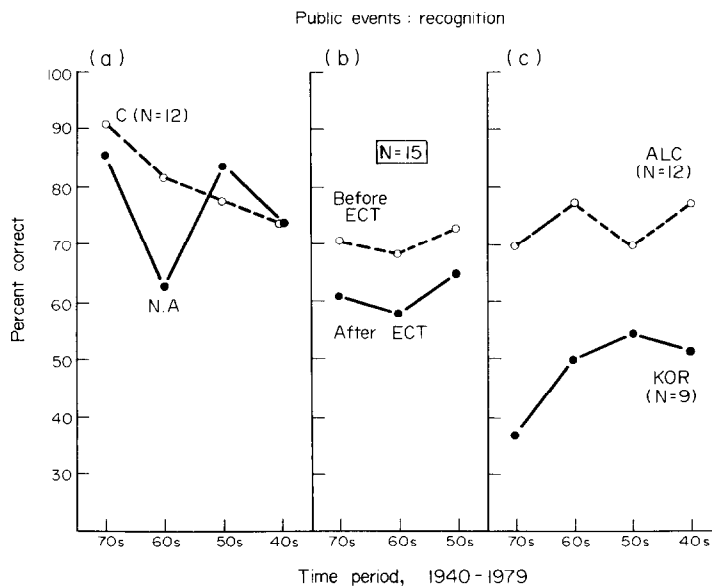 Public events : recognition
(a)
(b)
(c)
100
90
80
70
60
50
40
30
20
Percent correct
C (N=12)
N.A
N=15
Before
ECT
After ECT
ALC
(N=12)
KOR
(N=9)
70s 60s 50s 40s
70s 60s 50s
70s 60s 50s 40s
Time period, 1940-1979